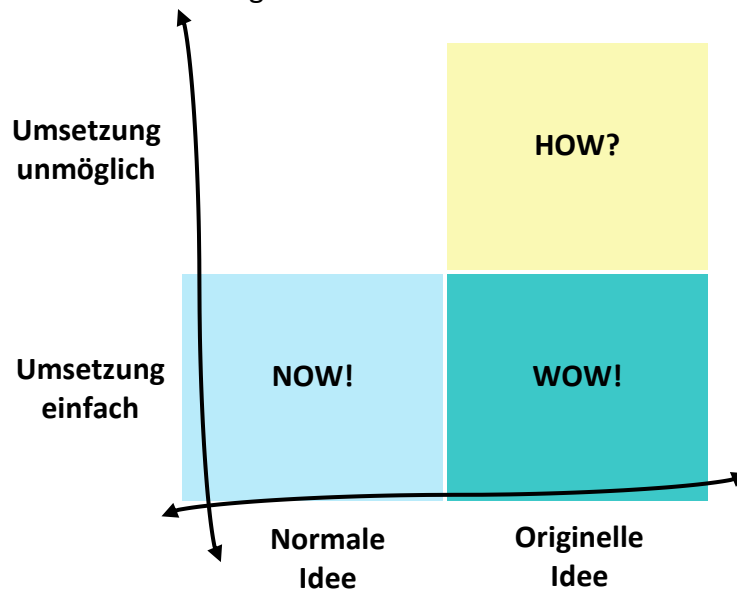 Umsetzung
unmöglich
HOW?
Umsetzung
einfach
NOW!
WOW!
Normale
Idee
Originelle
Idee